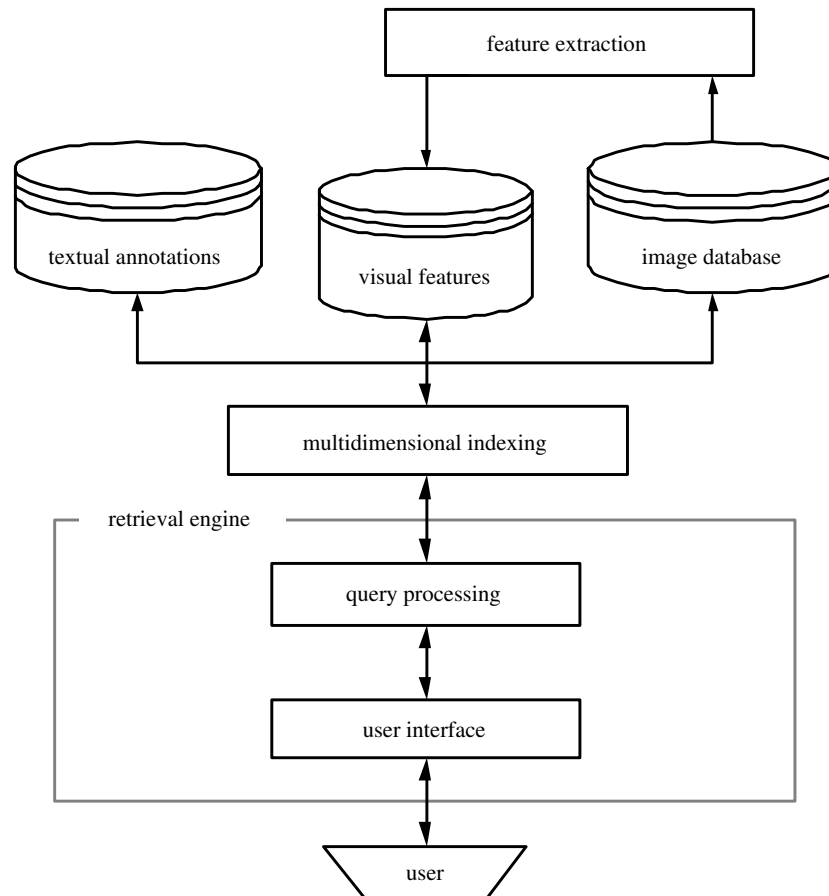 feature extraction
textual annotations
visual features
image database
multidimensional indexing
retrieval engine
query processing
user interface
user